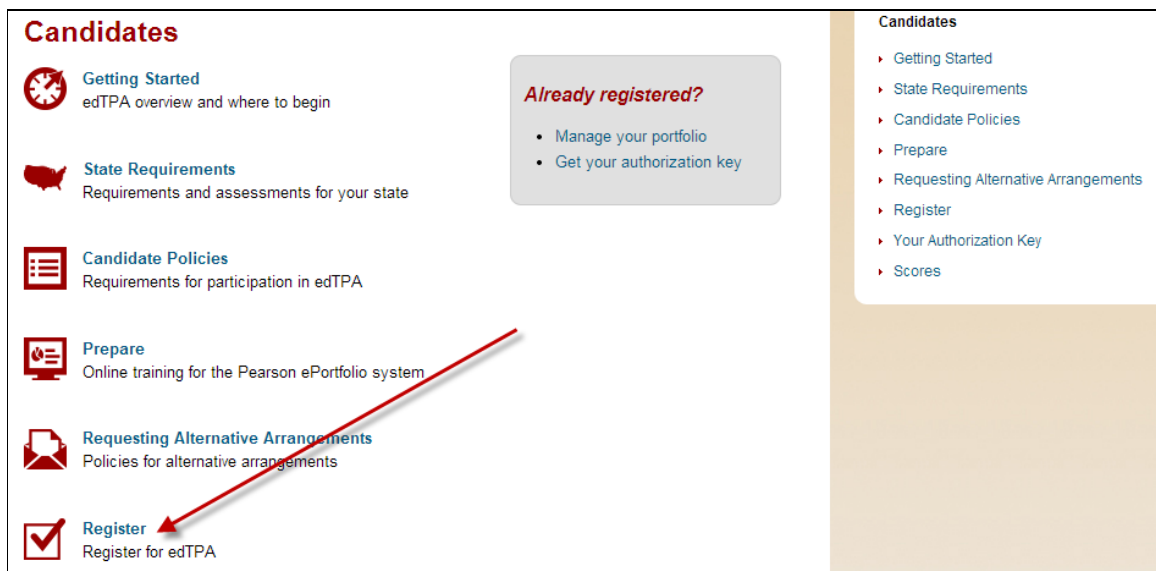 Candidates
Getting Started
edTPA overview and where to begin
State Requirements
Requirements and assessments for your state
Candidate Policies
Requirements for participation in edTPA
Prepare
Online training for the Pearson ePortfolio system
Requesting Alternative Arrangements
Policies for alternative arrangements
Register
Register for edTPA
Already registered?
Manage your portfolio
Get your authorization key
Candidates
Getting Started
State Requirements
Candidate Policies
Prepare
Requesting Alternative Arrangements
Register
Your Authorization Key
Scores